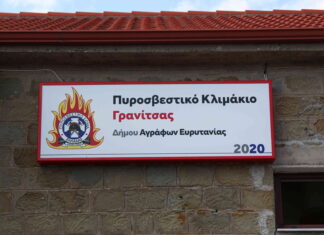 Πυροσβεστικό Κλιμάκιο
Γρανίτσας
Δήμου Αγράφων Ευρυτανίας
2020